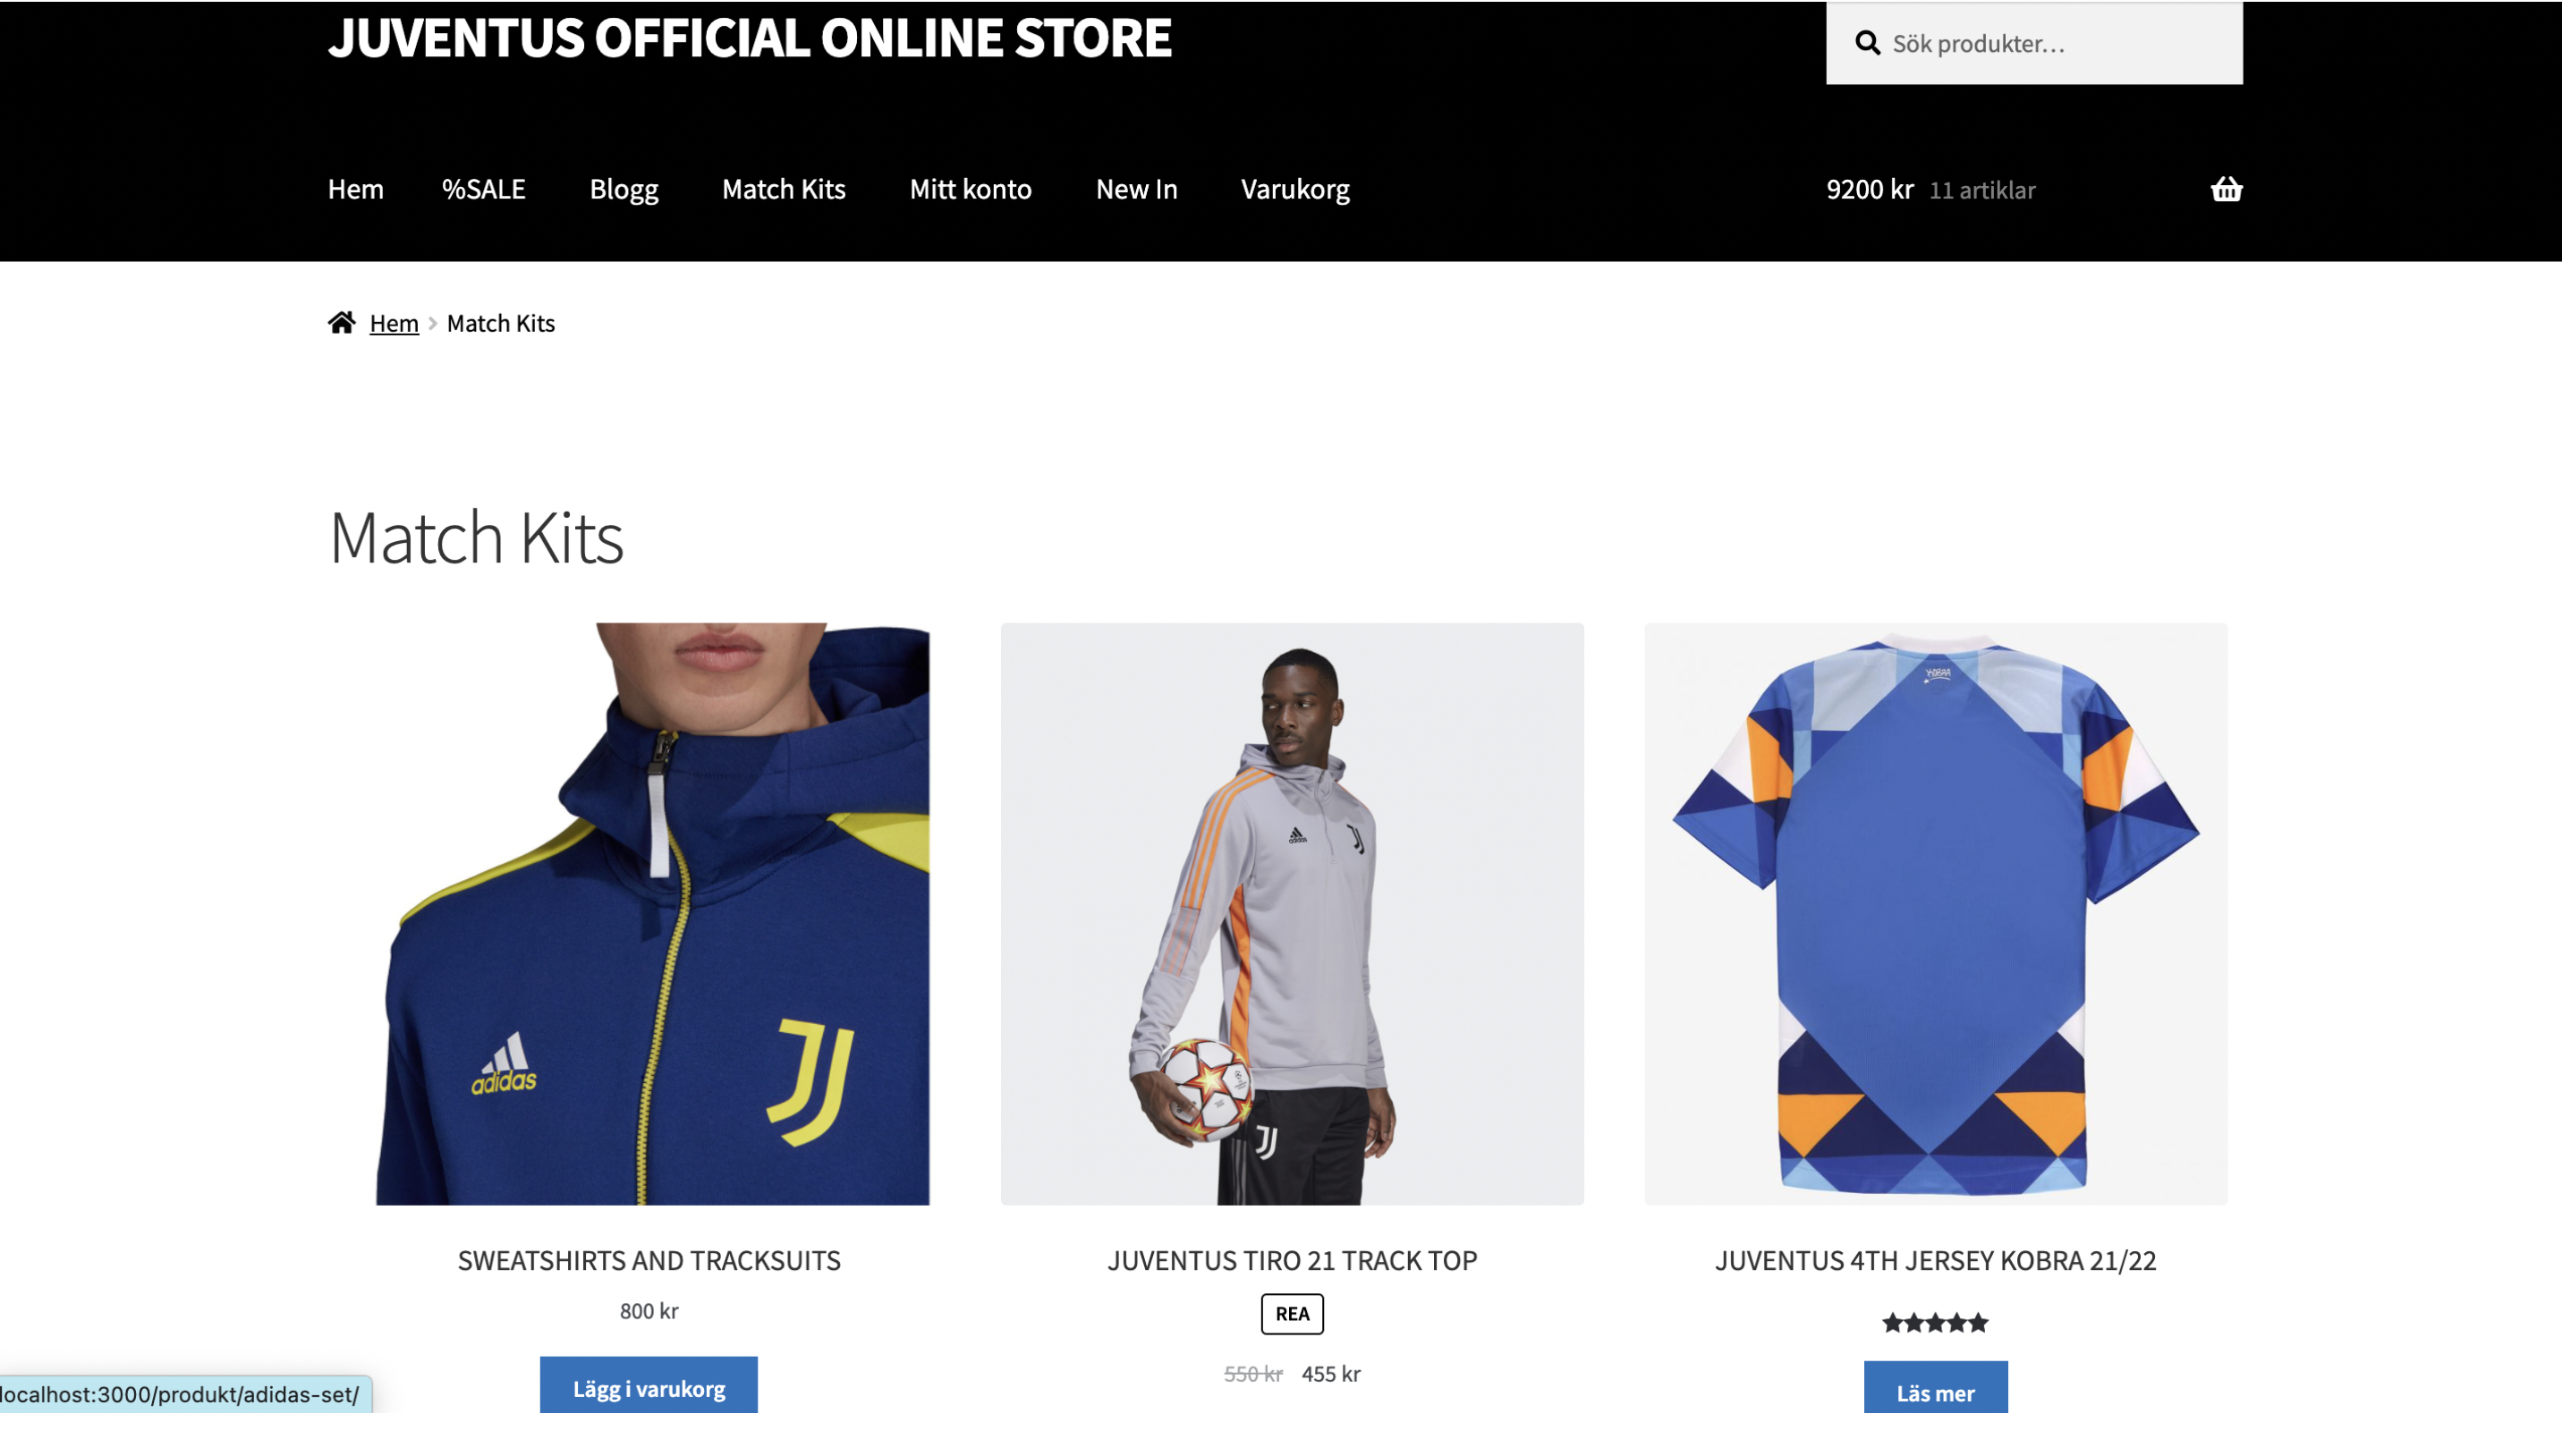 JUVENTUS OFFICIAL ONLINE STORE
Sök produkter…
Hem %SALE Blogg Match Kits Mitt konto New In Varukorg 9200 kr 11 artiklar
Hem Match Kits
Match Kits
adidas
adidas
SWEATSHIRTS AND TRACKSUITS
800 kr
Lägg i varukorg
JUVENTUS TIRO 21 TRACK TOP
REA
550 kr 455 kr
JUVENTUS 4TH JERSEY KOBRA 21/22
Läs mer
localhost:3000/produkt/adidas-set/